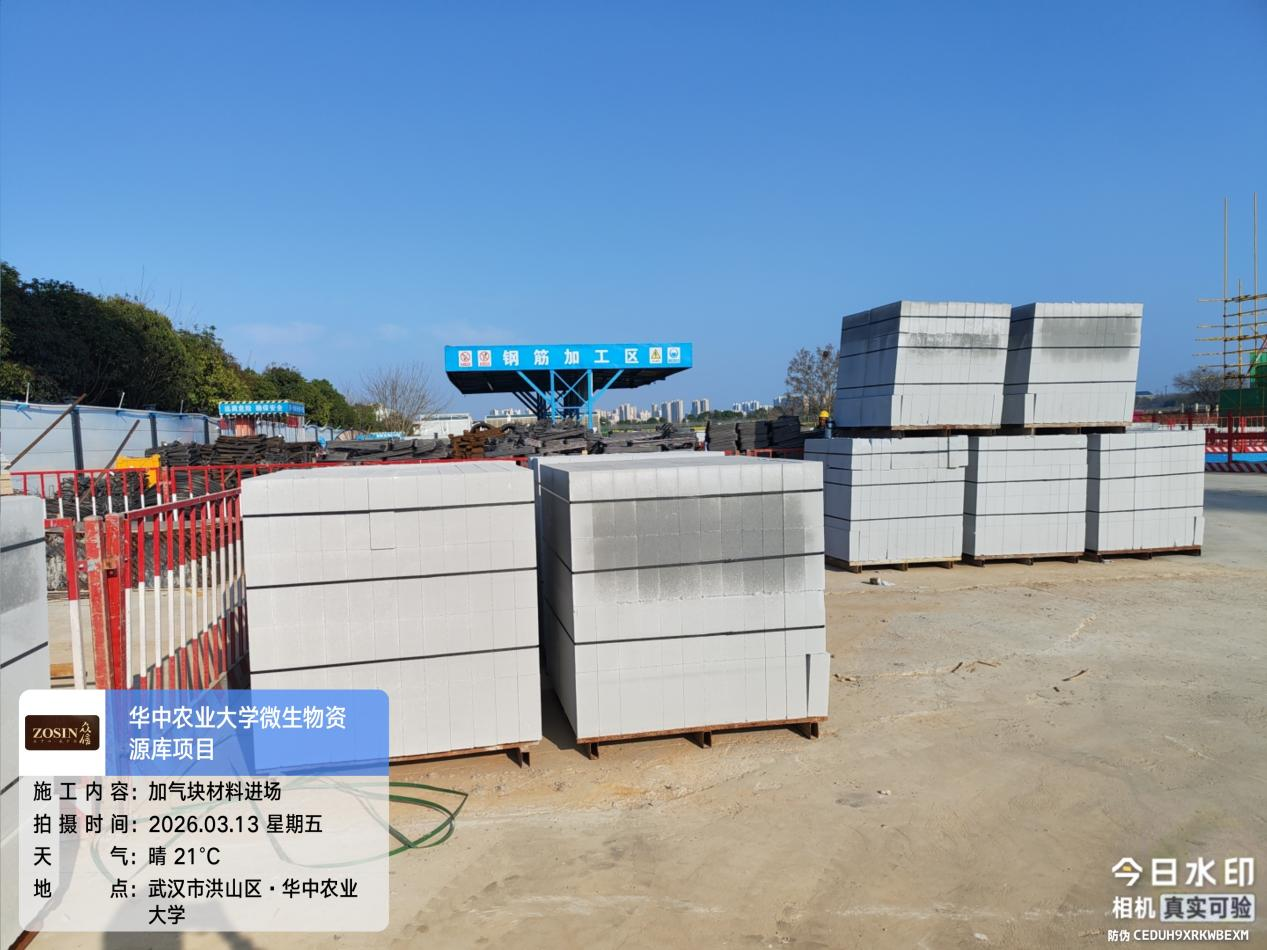 钢筋加工区
ZOSIN 众信
华中农业大学微生物资
源库项目
施工内容：加气块材料进场
拍摄时间：2026.03.13 星期五
天气：晴 21℃
地点：武汉市洪山区·华中农业
大学
今日水印
相机 真实可验
防伪 CEDUH9XRKWBEXM